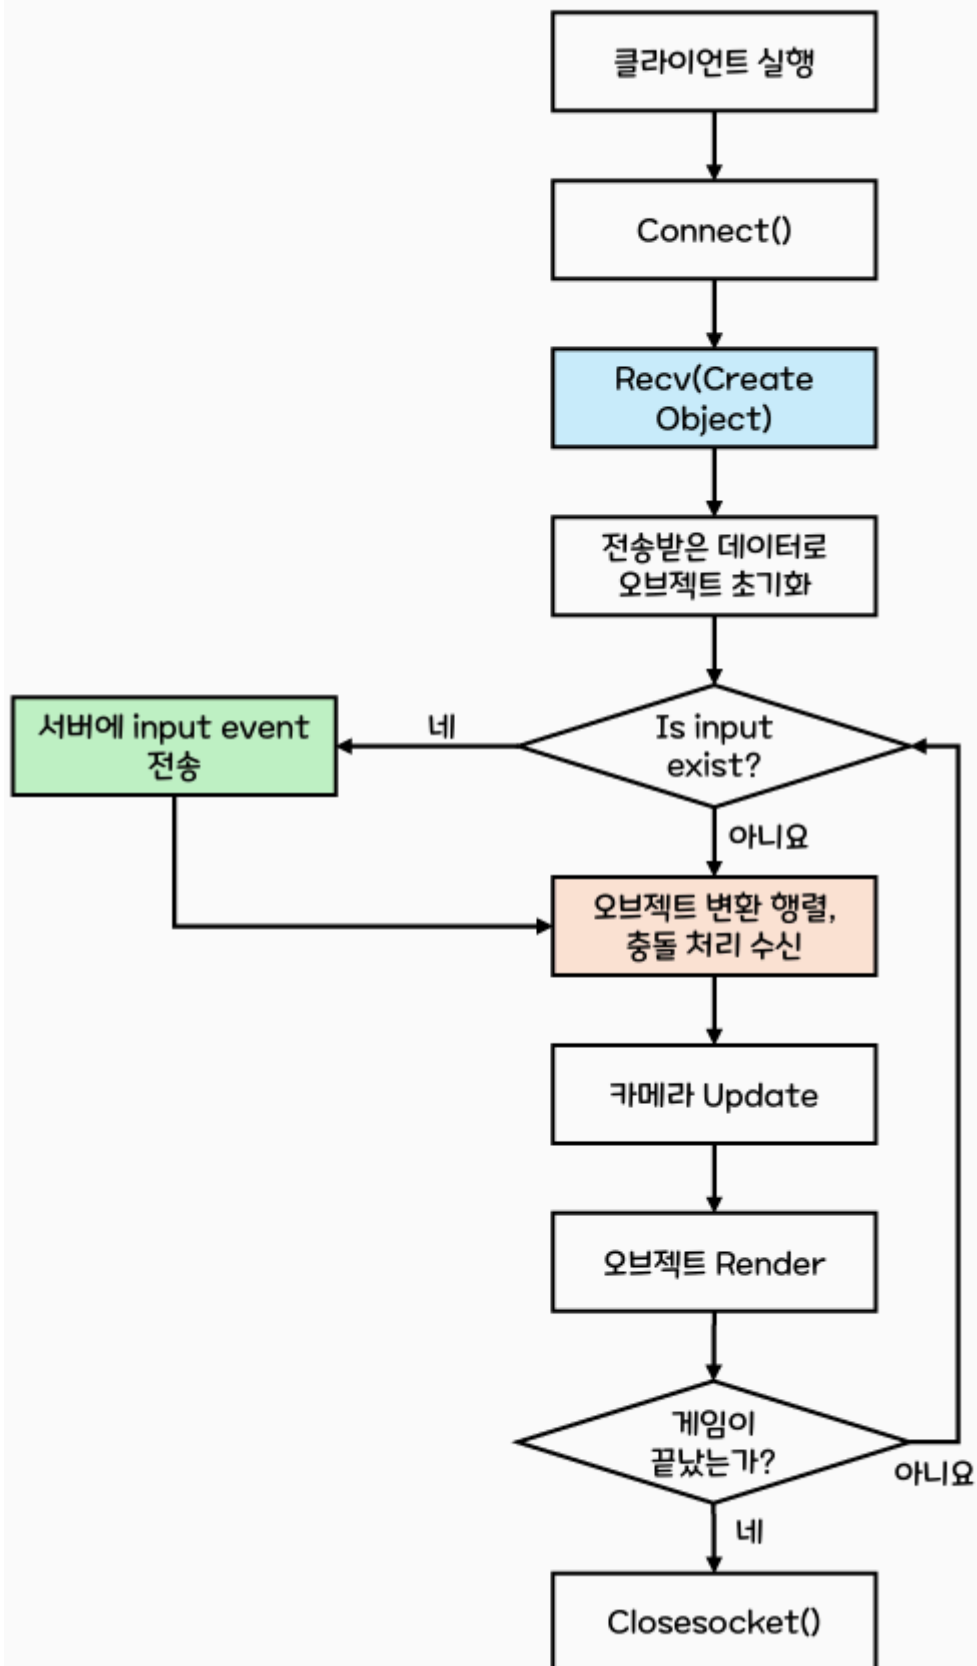 클라이언트 실행
Connect()
Recv(Create
Object)
전송받은 데이터로
오브젝트 초기화
Is input
exist?
네
서버에 input event
전송
아니요
오브젝트 변환 행렬,
충돌 처리 수신
카메라 Update
오브젝트 Render
게임이
끝났는가?
아니요
네
Closesocket()